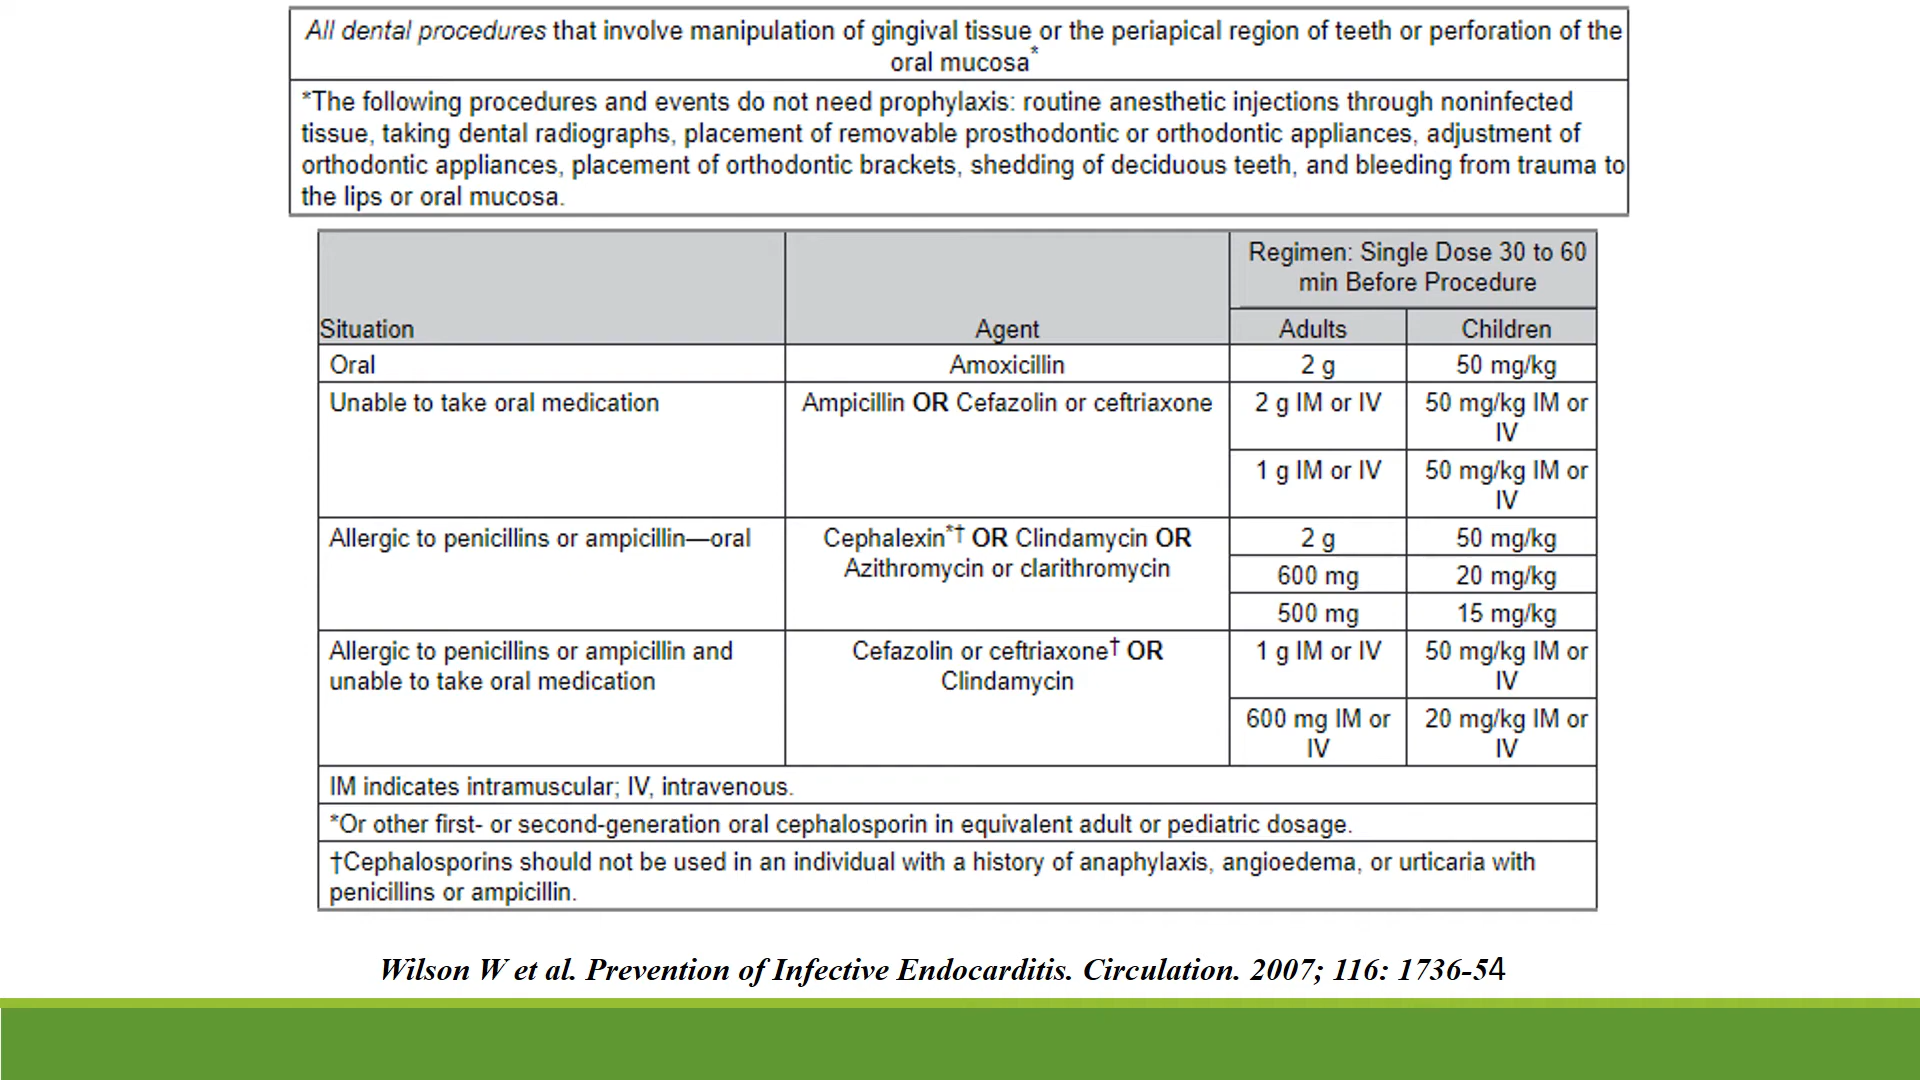 All dental procedures that involve manipulation of gingival tissue or the periapical region of teeth or perforation of the
oral mucosa*
*The following procedures and events do not need prophylaxis: routine anesthetic injections through noninfected
tissue, taking dental radiographs, placement of removable prosthodontic or orthodontic appliances, adjustment of
orthodontic appliances, placement of orthodontic brackets, shedding of deciduous teeth, and bleeding from trauma to
the lips or oral mucosa.
Regimen: Single Dose 30 to 60
min Before Procedure
Situation Agent Adults Children
Oral Amoxicillin 2 g 50 mg/kg
Unable to take oral medication Ampicillin OR Cefazolin or ceftriaxone 2 g IM or IV 50 mg/kg IM or
IV
1 g IM or IV 50 mg/kg IM or
IV
Allergic to penicillins or ampicillin—oral Cephalexin*† OR Clindamycin OR 2 g 50 mg/kg
Azithromycin or clarithromycin 600 mg 20 mg/kg
500 mg 15 mg/kg
Allergic to penicillins or ampicillin and Cefazolin or ceftriaxone† OR 1 g IM or IV 50 mg/kg IM or
unable to take oral medication Clindamycin IV
600 mg IM or 20 mg/kg IM or
IV IV
IM indicates intramuscular; IV, intravenous.
*Or other first- or second-generation oral cephalosporin in equivalent adult or pediatric dosage.
†Cephalosporins should not be used in an individual with a history of anaphylaxis, angioedema, or urticaria with
penicillins or ampicillin.
Wilson W et al. Prevention of Infective Endocarditis. Circulation. 2007; 116: 1736-54